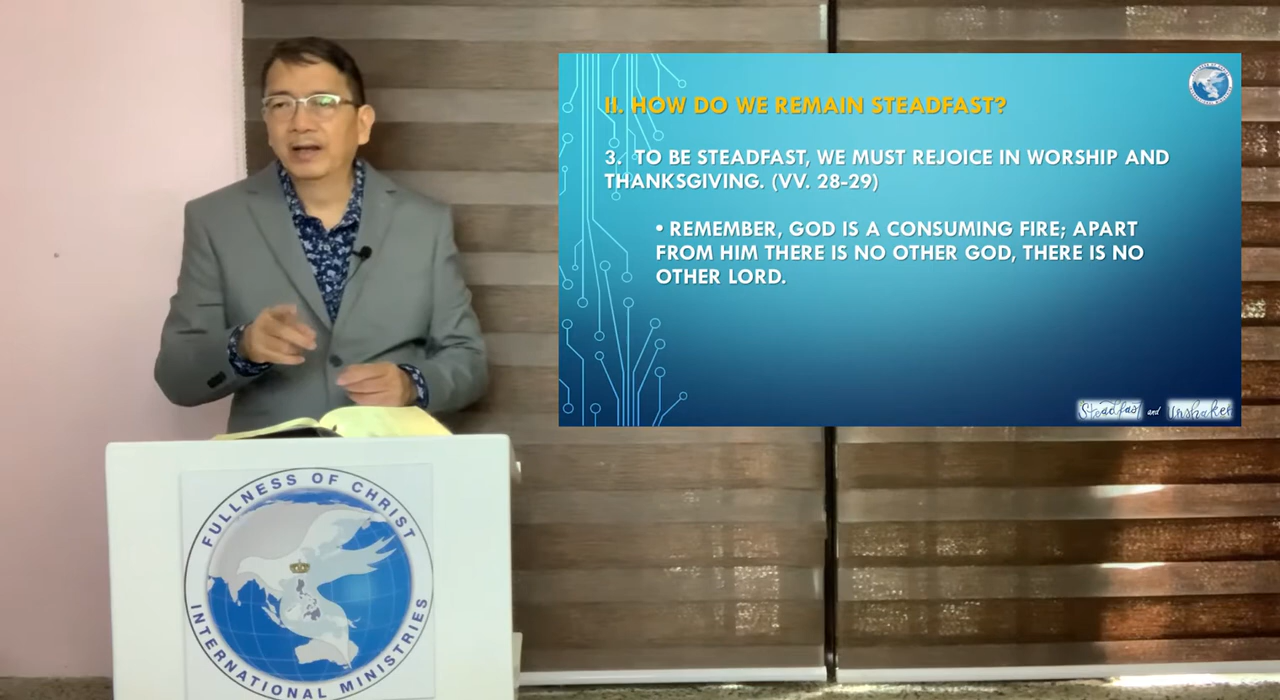 II. HOW DO WE REMAIN STEADFAST?
3. TO BE STEADFAST, WE MUST REJOICE IN WORSHIP AND
THANKSGIVING. (VV. 28-29)
• REMEMBER, GOD IS A CONSUMING FIRE; APART
FROM HIM THERE IS NO OTHER GOD, THERE IS NO
OTHER LORD.
Steadfast and Unshaken
FULLNESS OF CHRIST
INTERNATIONAL MINISTRIES